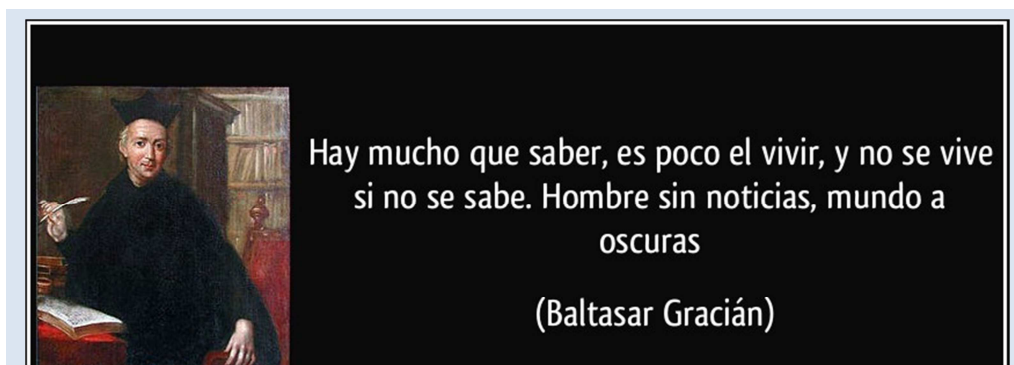 Hay mucho que saber, es poco el vivir, y no se vive
si no se sabe. Hombre sin noticias, mundo a
oscuras
(Baltasar Gracián)